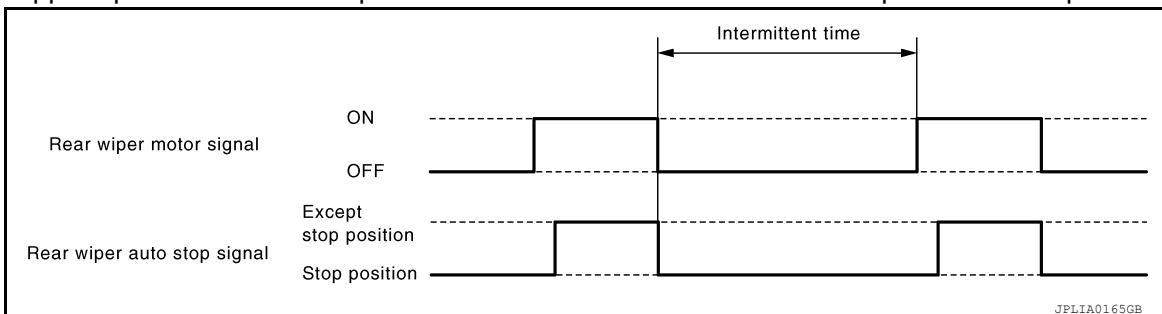 Intermittent time
ON
Rear wiper motor signal
OFF
Except
stop position
Rear wiper auto stop signal
Stop position
JPLIA0165GB